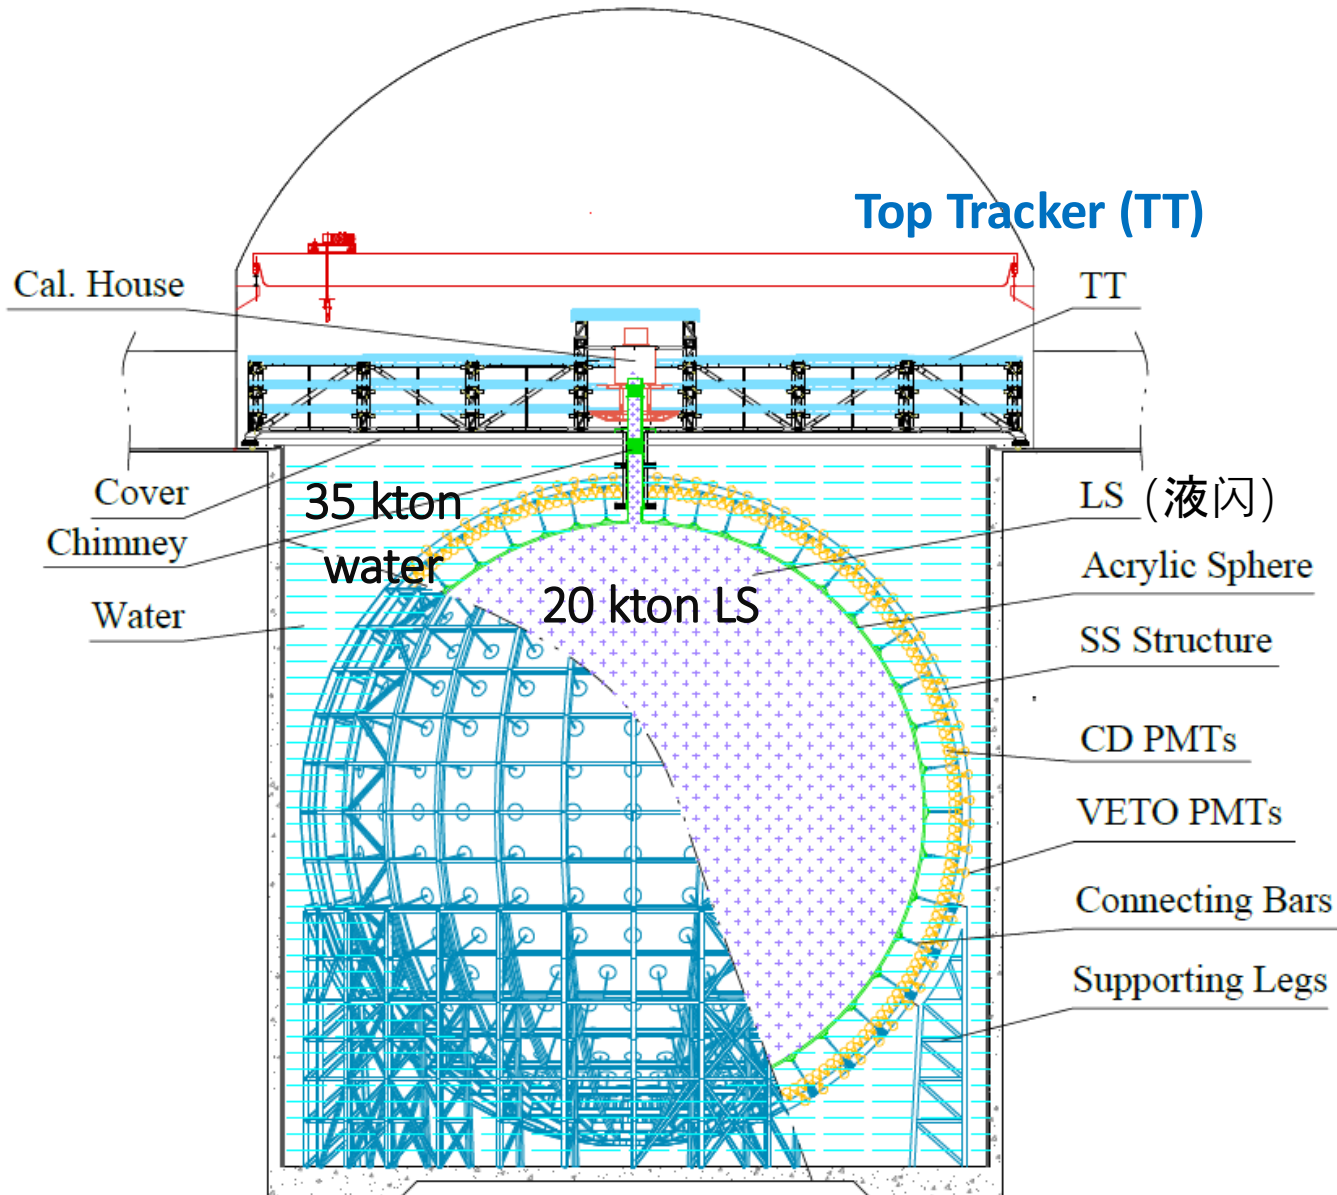 Top Tracker (TT)
Cal. House
TT
Cover
Chimney
Water
35 kton
water
20 kton LS
LS (液闪)
Acrylic Sphere
SS Structure
CD PMTs
VETO PMTs
Connecting Bars
Supporting Legs